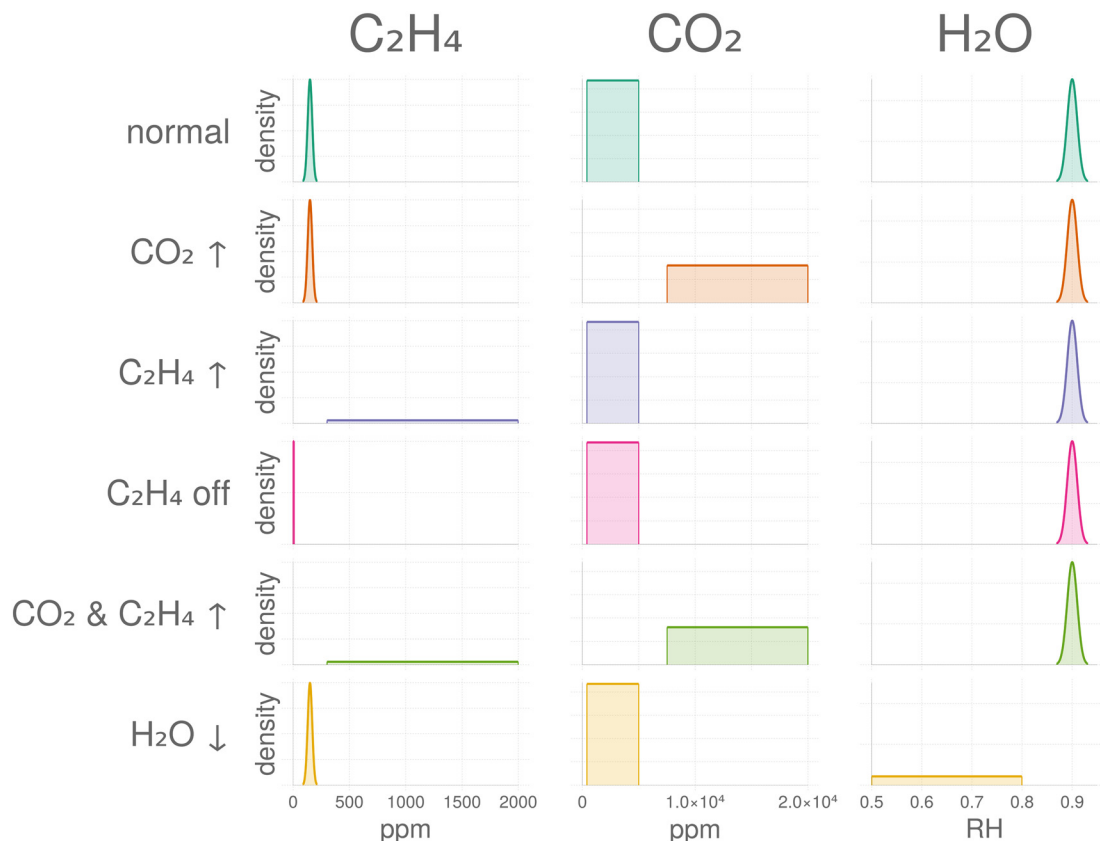 C₂H₄ CO₂ H₂O
normal density
CO₂ ↑ density
C₂H₄ ↑ density
C₂H₄ off density
CO₂ & C₂H₄ ↑ density
H₂O ↓ density
0 500 1000 1500 2000 0 1.0×10⁴ 2.0×10⁴ 0.5 0.6 0.7 0.8 0.9
ppm ppm RH